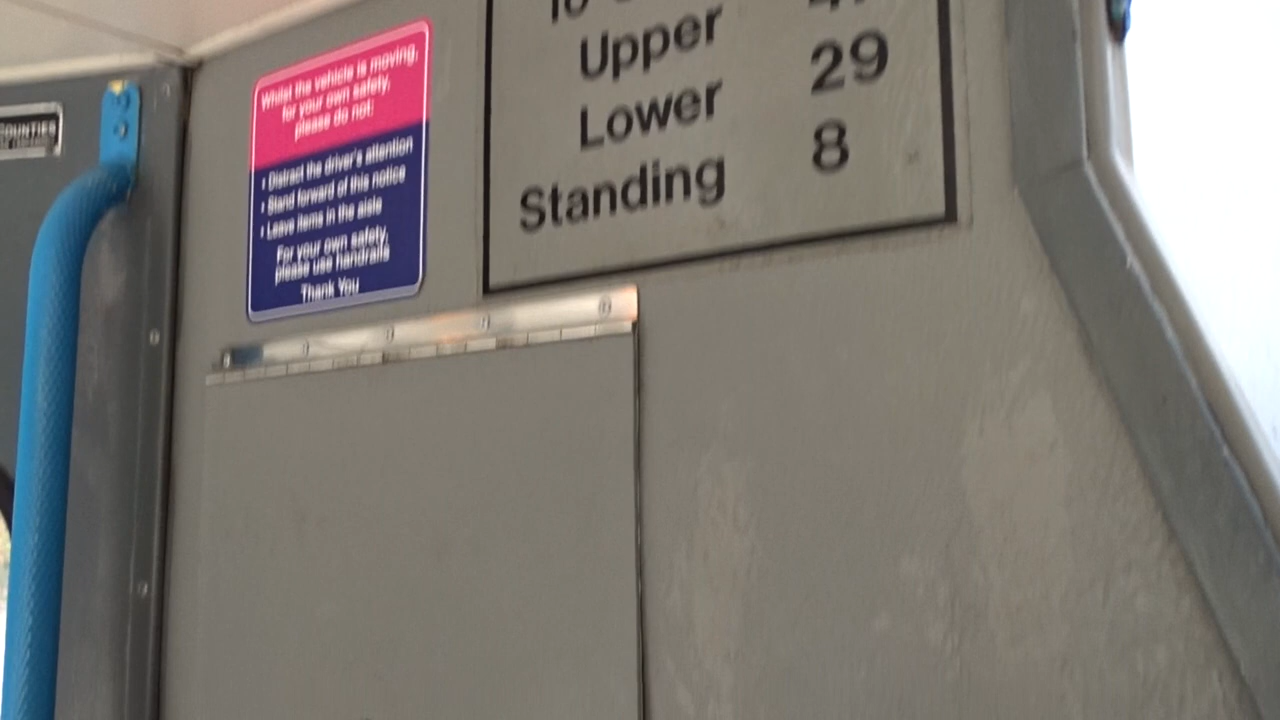 COUNTIES
Whilst the vehicle is moving,
for your own safety,
please do not:
• Distract the driver's attention
• Stand forward of this notice
• Leave items in the aisle
For your own safety,
please use handrails
Thank You
Upper
Lower 29
Standing 8